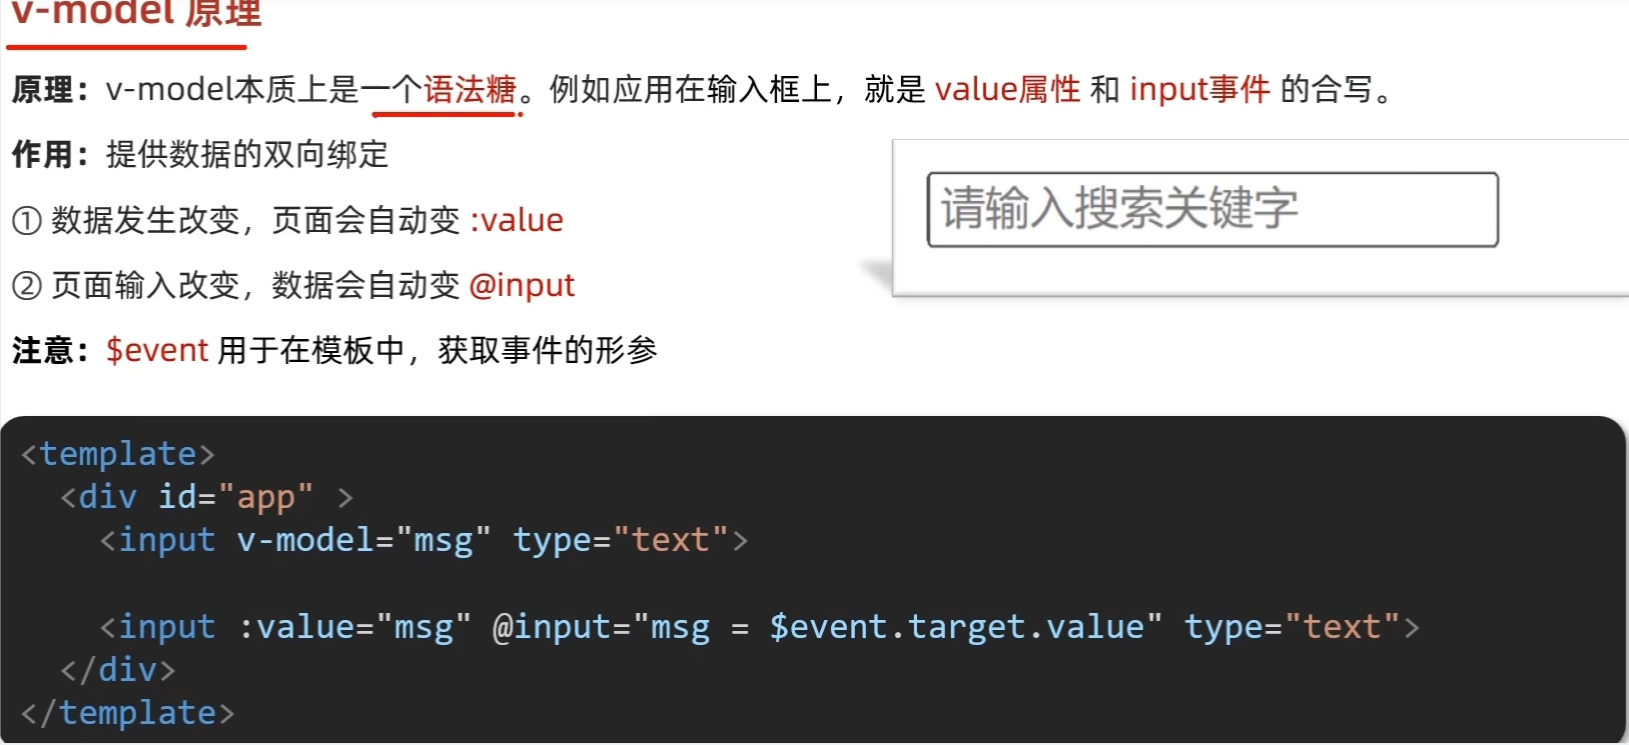 v-model 原理
原理：v-model本质上是一个语法糖。例如应用在输入框上，就是 value属性 和 input事件 的合写。
作用：提供数据的双向绑定
① 数据发生改变，页面会自动变 :value
② 页面输入改变，数据会自动变 @input
注意：$event 用于在模板中，获取事件的形参
请输入搜索关键字
<template>
  <div id="app" >
    <input v-model="msg" type="text">
    <input :value="msg" @input="msg = $event.target.value" type="text">
  </div>
</template>